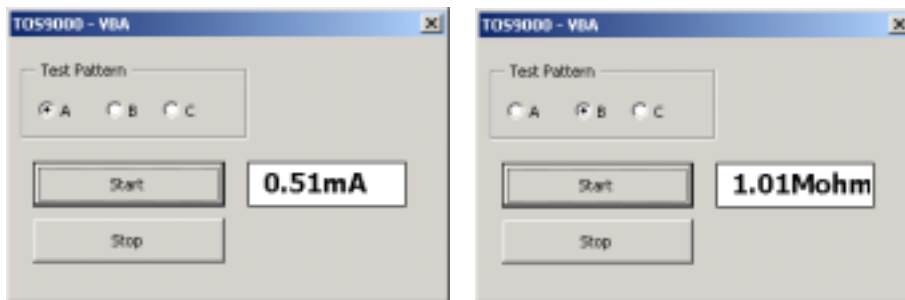 TOS9000 - VBA
Test Pattern
A B C
Start
0.51mA
Stop
TOS9000 - VBA
Test Pattern
A B C
Start
1.01Mohm
Stop